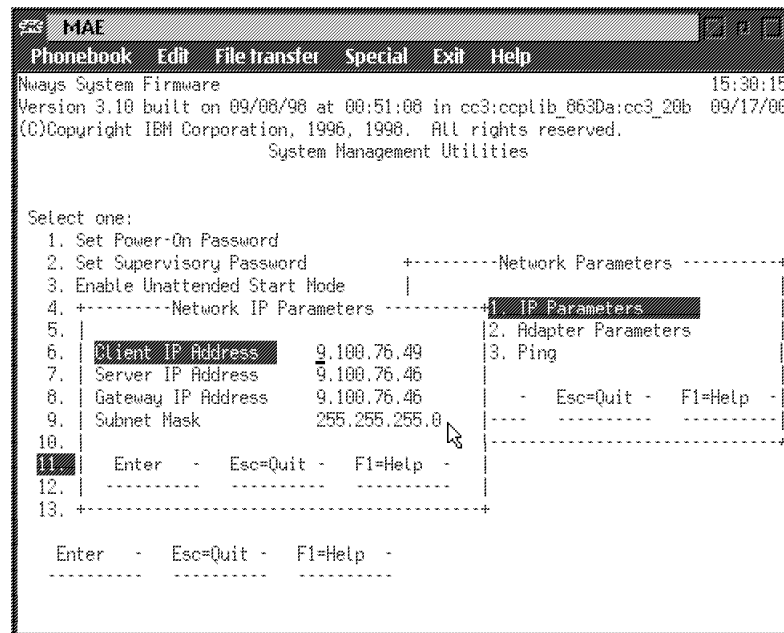 MAE
Phonebook Edit File transfer Special Exit Help
Nways System Firmware 15:30:15
Version 3.10 built on 09/08/98 at 00:51:08 in cc3:ccplib_863Da:cc3_20b 09/17/00
(C)Copyright IBM Corporation, 1996, 1998. All rights reserved.
System Management Utilities
Select one:
1. Set Power-On Password
2. Set Supervisory Password
3. Enable Unattended Start Mode
4.
5.
6.
7.
8.
9.
10.
11.
12.
13.
Network Parameters
1. IP Parameters
2. Adapter Parameters
3. Ping
- Esc=Quit - F1=Help -
Network IP Parameters
Client IP Address 9.100.76.49
Server IP Address 9.100.76.46
Gateway IP Address 9.100.76.46
Subnet Mask 255.255.255.0
Enter - Esc=Quit - F1=Help -
Enter - Esc=Quit - F1=Help -